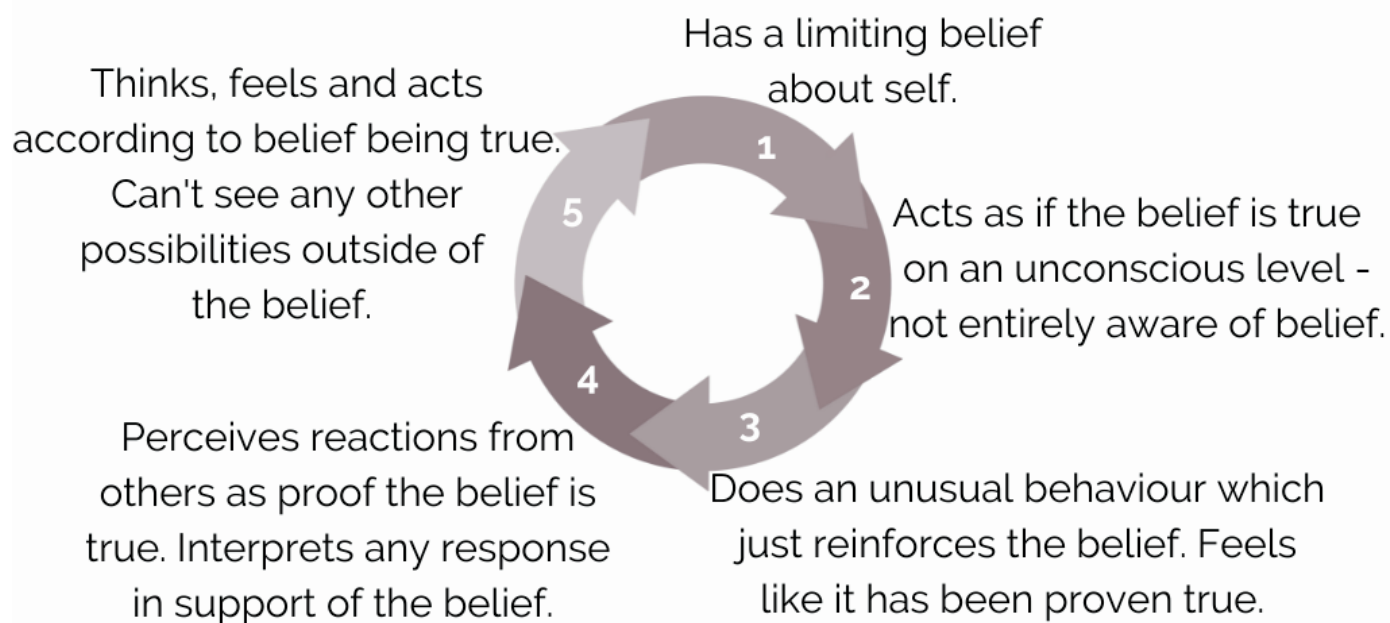 Has a limiting belief
about self.
1
Acts as if the belief is true
on an unconscious level -
not entirely aware of belief.
2
Does an unusual behaviour which
just reinforces the belief. Feels
like it has been proven true.
3
Perceives reactions from
others as proof the belief is
true. Interprets any response
in support of the belief.
4
Thinks, feels and acts
according to belief being true.
Can't see any other
possibilities outside of
the belief.
5